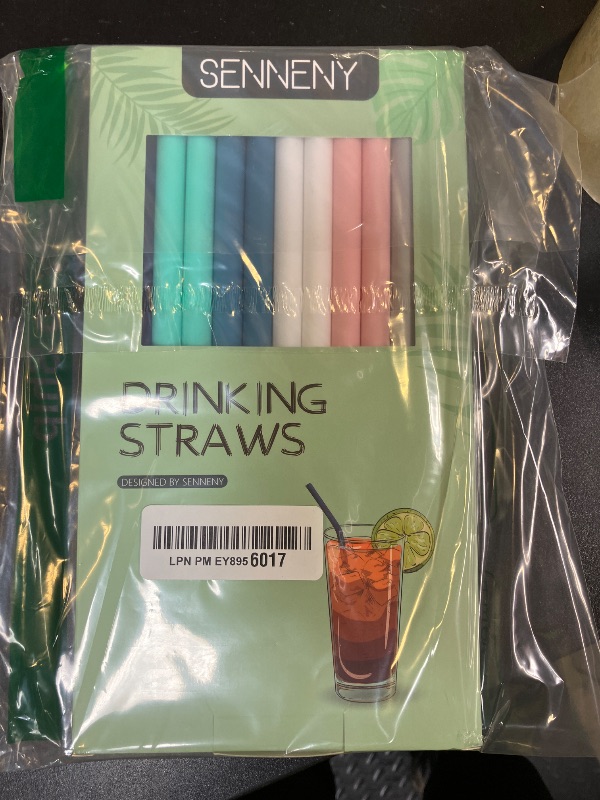 SENNENY
DRINKING
STRAWS
DESIGNED BY SENNENY
LPN PM EY895 6017